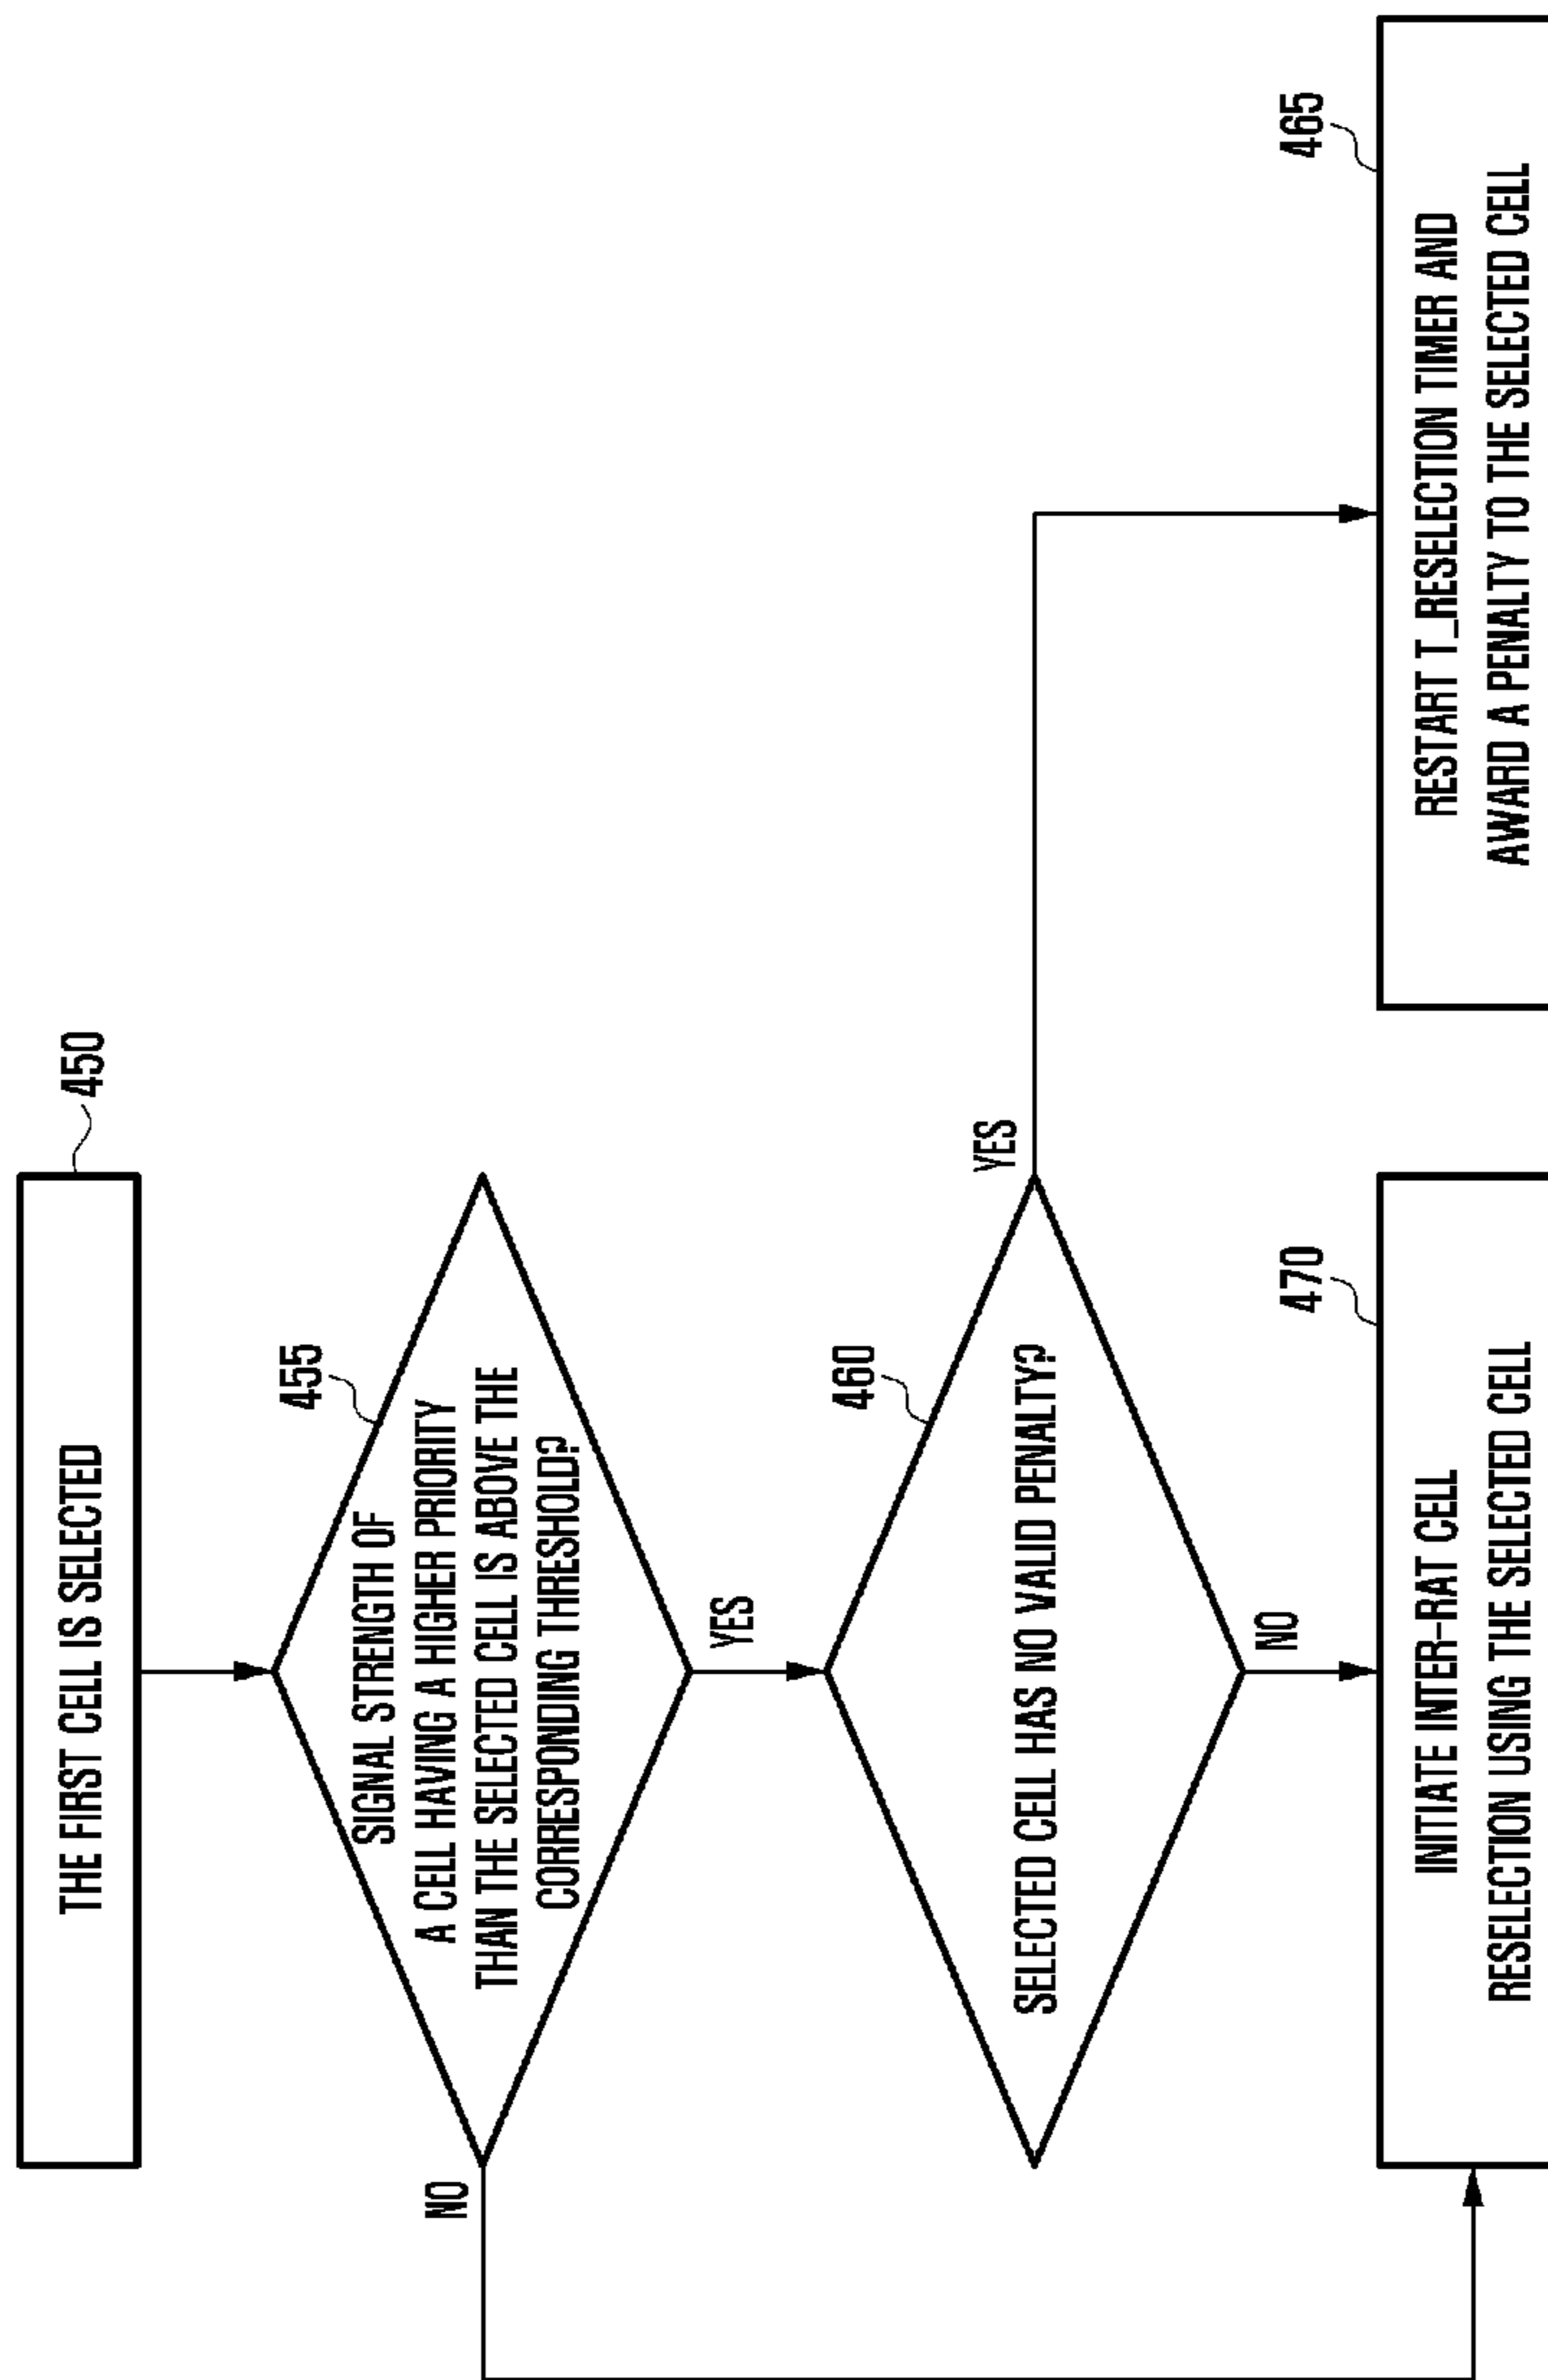 THE FIRST CELL IS SELECTED
450
SIGNAL STRENGTH OF
A CELL HAVING A HIGHER PRIORITY
THAN THE SELECTED CELL IS ABOVE THE
CORRESPONDING THRESHOLD?
455
NO
YES
SELECTED CELL HAS NO VALID PENALTY?
460
YES
NO
INITIATE INTER-RAT CELL
RESELECTION USING THE SELECTED CELL
470
RESTART T_RESELECTION TIMER AND
AWARD A PENALTY TO THE SELECTED CELL
465